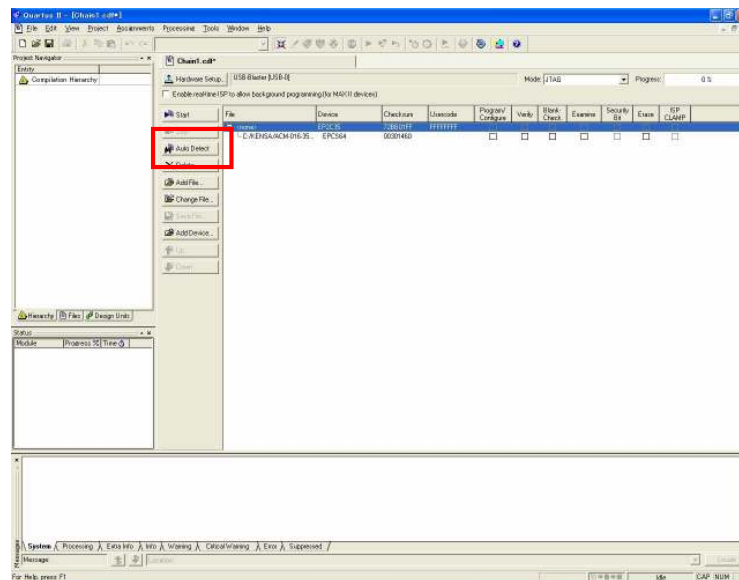 Quartus II - [Chain1.cdf*]
File Edit View Project Assignments Processing Tools Window Help
Project Navigator
Entity
Compilation Hierarchy
Hierarchy Files Design Units
Status
Module Progress % Time
Chain1.cdf*
Hardware Setup... USB-Blaster [USB-0] Mode: JTAG Progress: 0 %
Enable real-time ISP to allow background programming (for MAX II devices)
Start
Auto Detect
Delete
Add File...
Change File...
Save File...
Add Device...
Up
Down
File Device Checksum Usercode Program/Configure Verify Blank-Check Examine Security Bit Erase ISP CLAMP
<none> EP2C35 FFFFFFFF
EPCS64 00301460
System Processing Extra Info Info Warning Critical Warning Error Suppressed
Messages
Message: Location: Locate
For Help, press F1 Idle CAP NUM